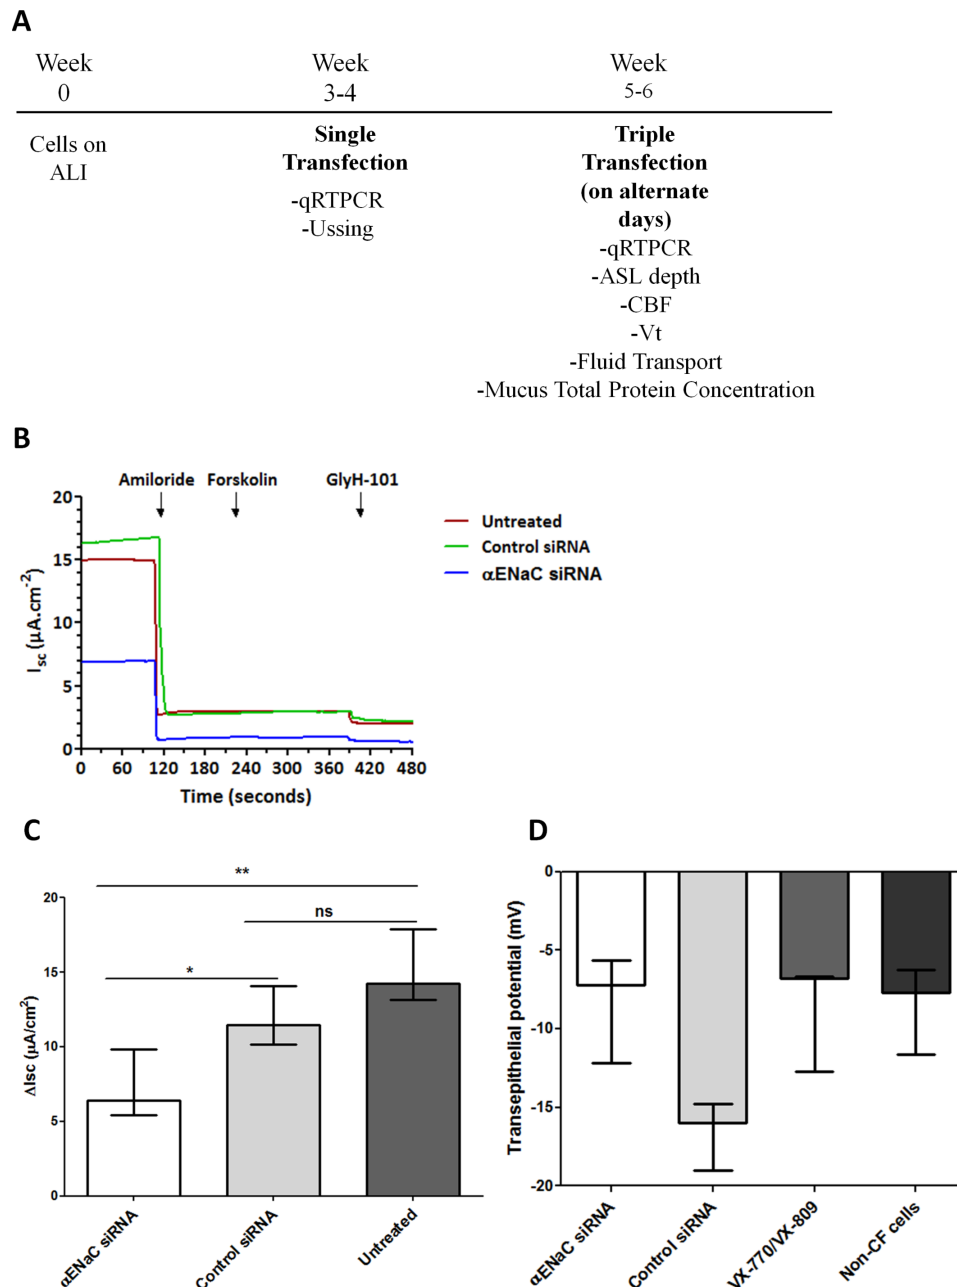 A
Week Week Week
0 3-4 5-6
Cells on
ALI
Single
Transfection
-qRTPCR
-Ussing
Triple
Transfection
(on alternate
days)
-qRTPCR
-ASL depth
-CBF
-Vt
-Fluid Transport
-Mucus Total Protein Concentration
B
Amiloride Forskolin GlyH-101
Untreated
Control siRNA
αENaC siRNA
20
15
10
5
0
Isc (µA.cm-2)
0 60 120 180 240 300 360 420 480
Time (seconds)
C
**
ns
*
20
15
10
5
0
ΔIsc (µA/cm²)
αENaC siRNA
Control siRNA
Untreated
D
0
-5
-10
-15
-20
Transepithelial potential (mV)
αENaC siRNA
Control siRNA
VX-770/VX-809
Non-CF cells